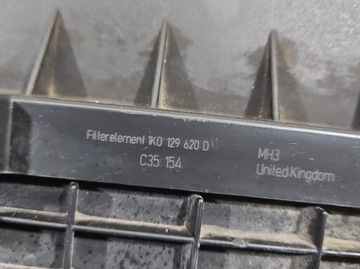 Filterelement 1K0 129 620 D
C35 154
MH3
United Kingdom